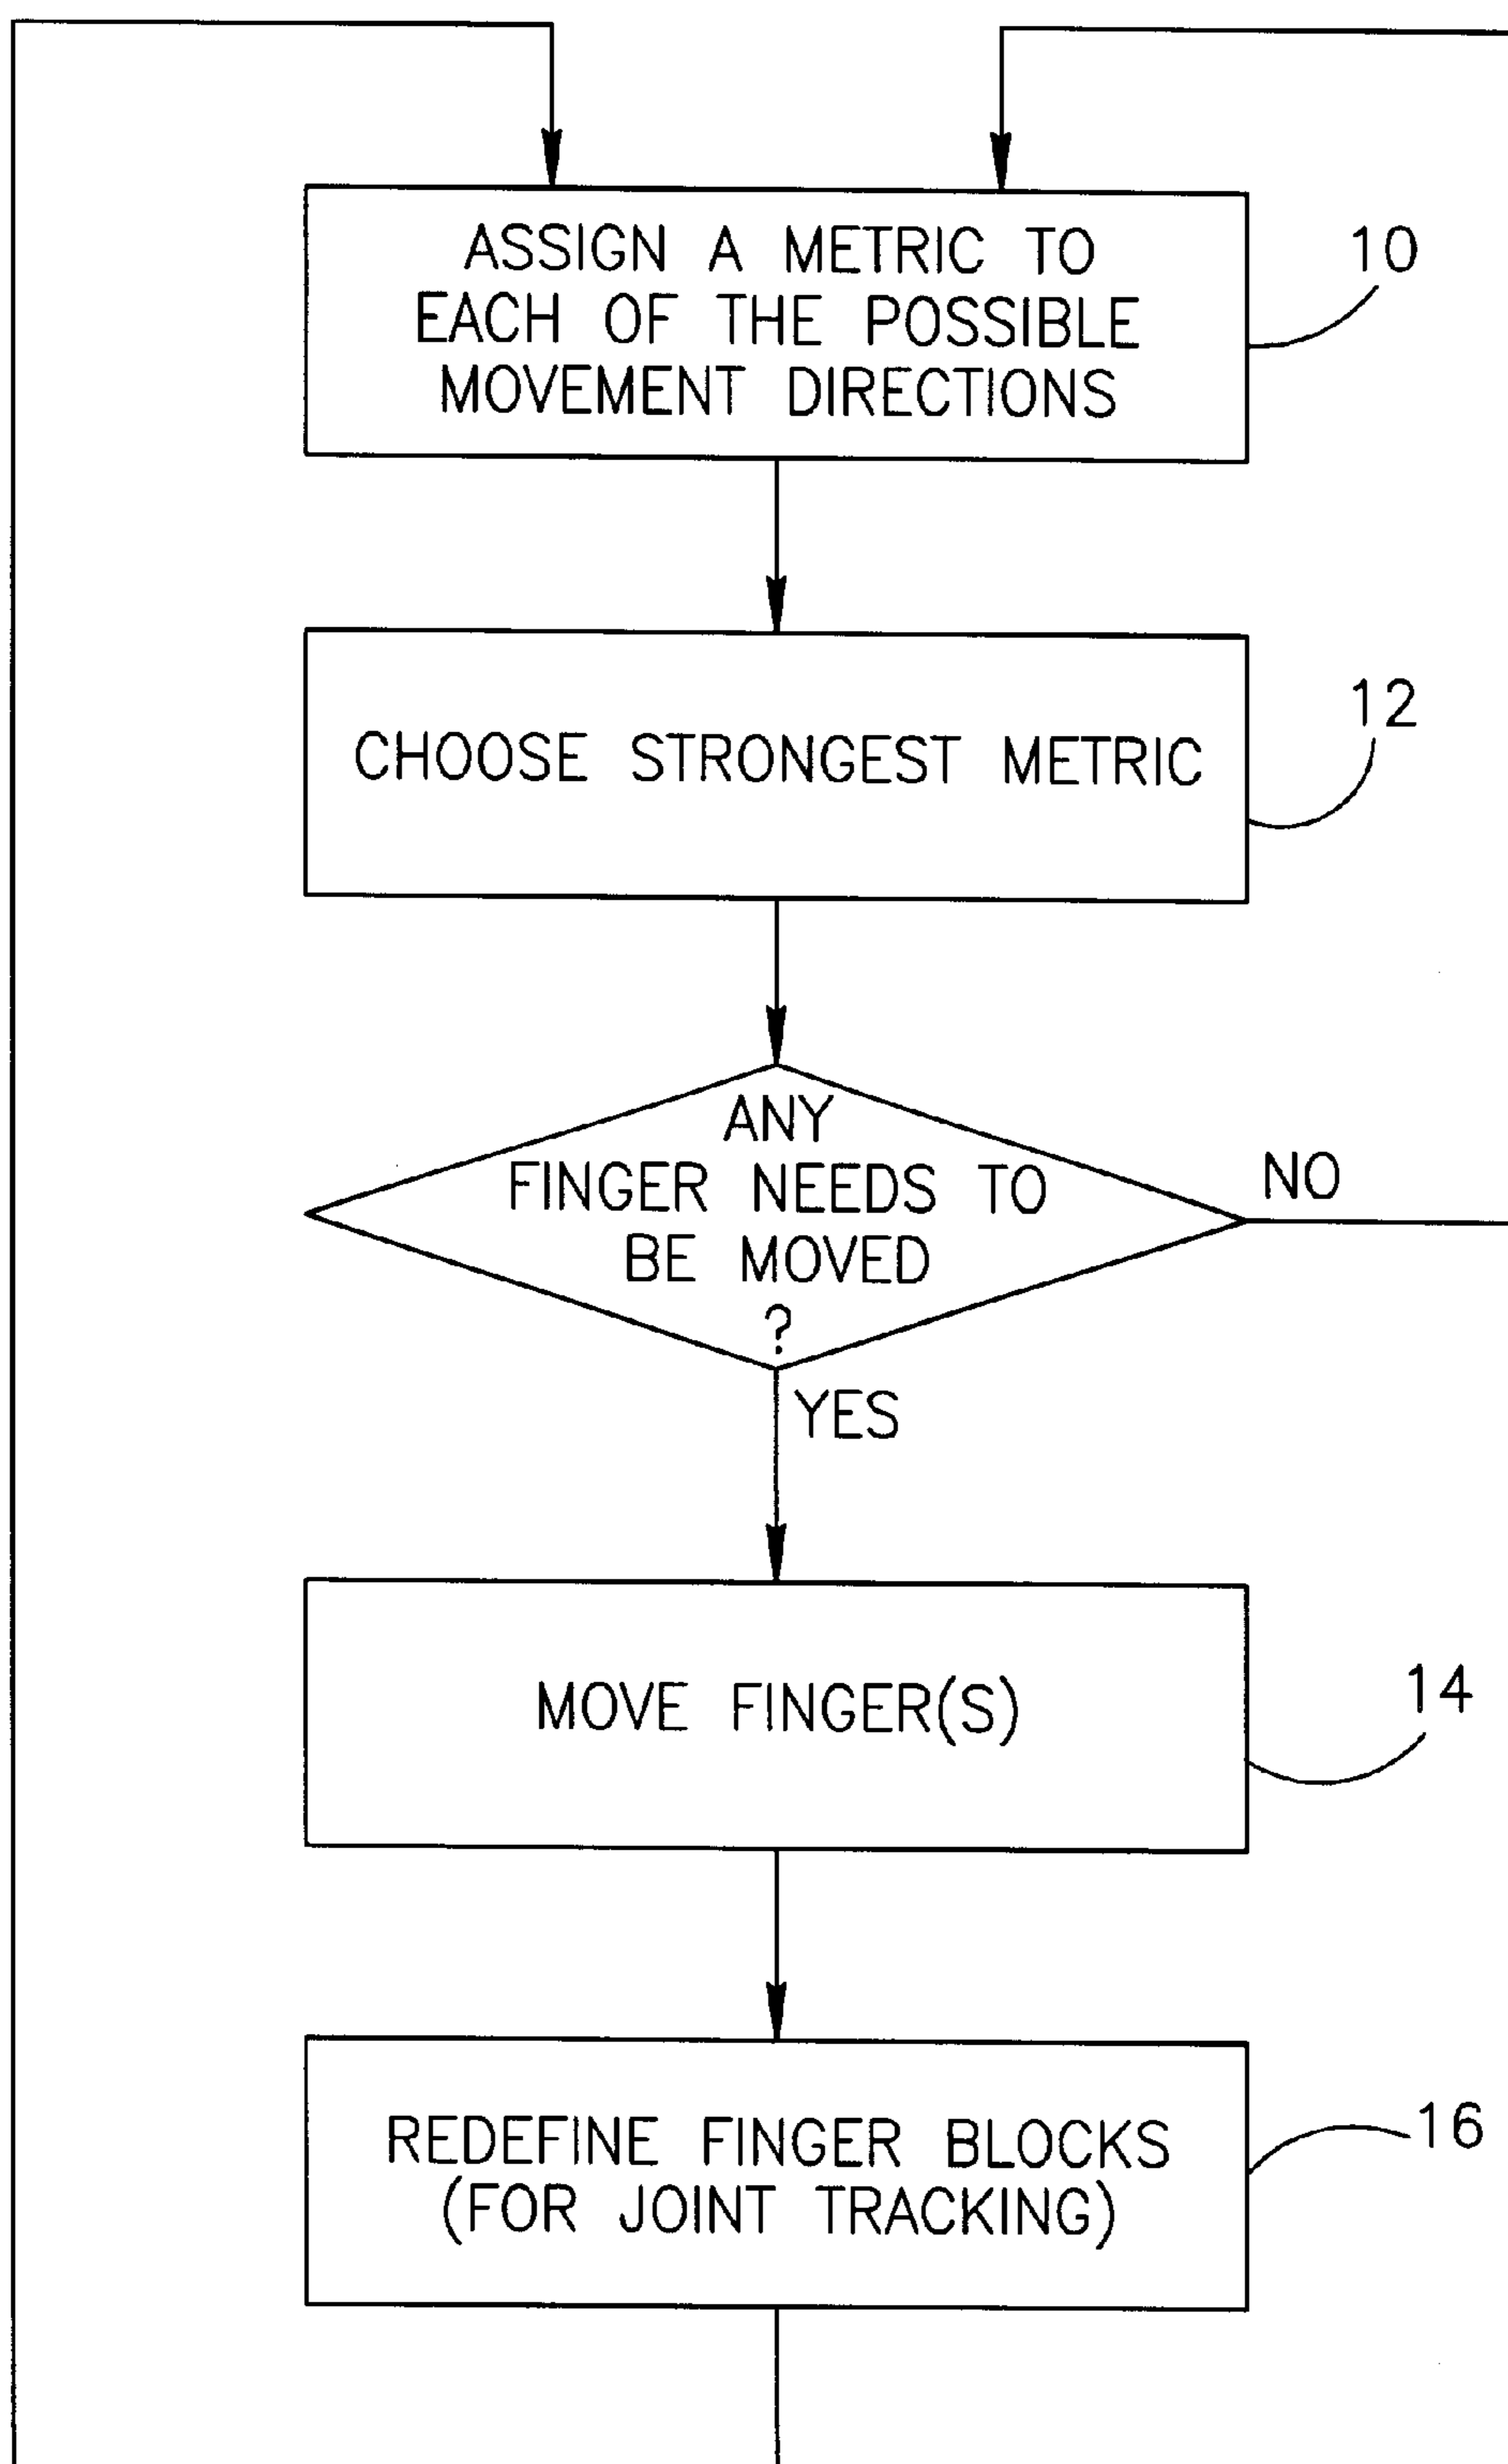 ASSIGN A METRIC TO
EACH OF THE POSSIBLE
MOVEMENT DIRECTIONS
10
CHOOSE STRONGEST METRIC
12
ANY
FINGER NEEDS TO
BE MOVED
?
NO
YES
MOVE FINGER(S)
14
REDEFINE FINGER BLOCKS
(FOR JOINT TRACKING)
16